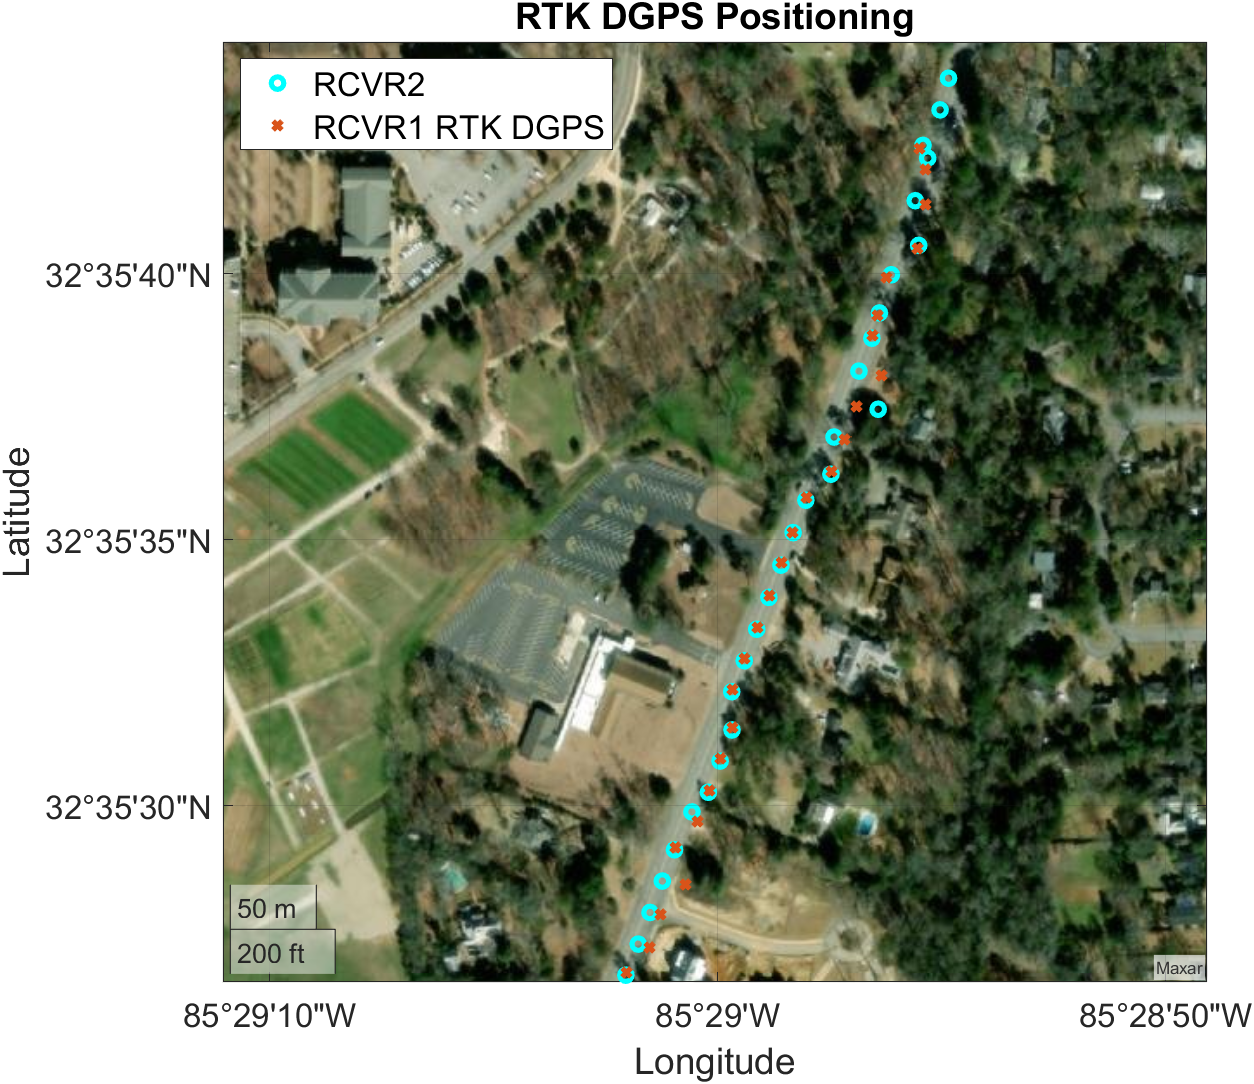 RTK DGPS Positioning
RCVR2
RCVR1 RTK DGPS
32°35'40"N
32°35'35"N
32°35'30"N
Latitude
50 m
200 ft
Maxar
85°29'10"W
85°29'W
85°28'50"W
Longitude